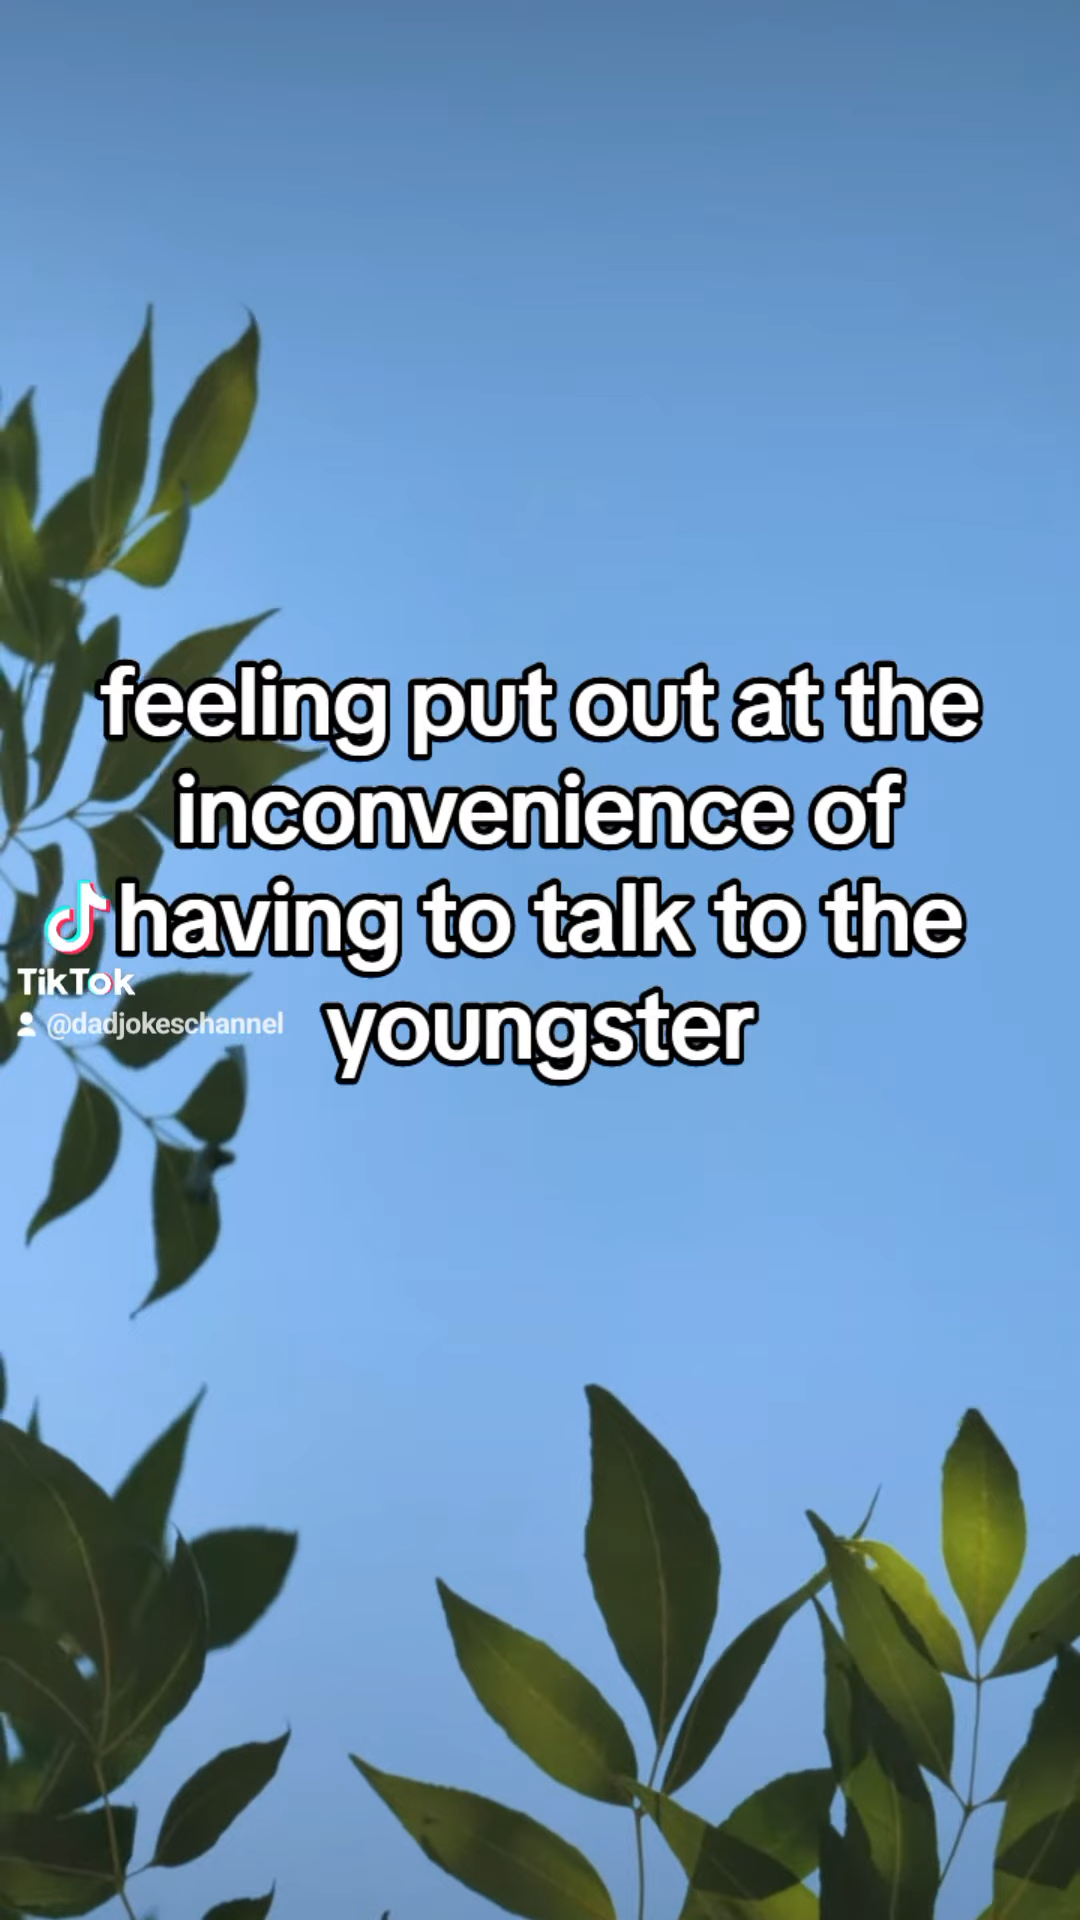 feeling put out at the
inconvenience of
having to talk to the
youngster
TikTok
@dadjokeschannel